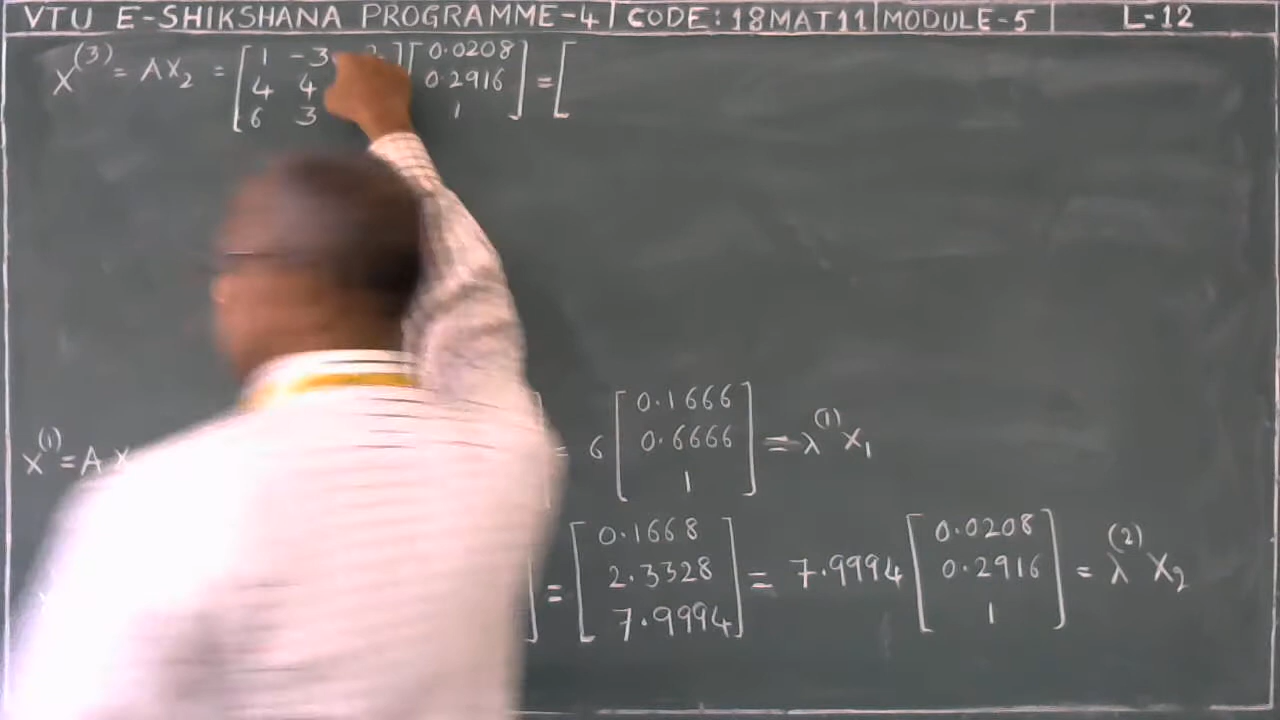 VTU E-SHIKSHANA PROGRAMME-4 | CODE: 18MAT11 | MODULE-5 | L-12
X^(3) = AX₂ = [1 -3 2] [0.0208] = [
[4 4 [0.2916]
[6 3 [1]
X^(1) = A X = 6 [0.1666 0.6666 1] = λ^(1) X₁
= [0.1668 2.3328 7.9994] = 7.9994 [0.0208 0.2916 1] = λ^(2) X₂